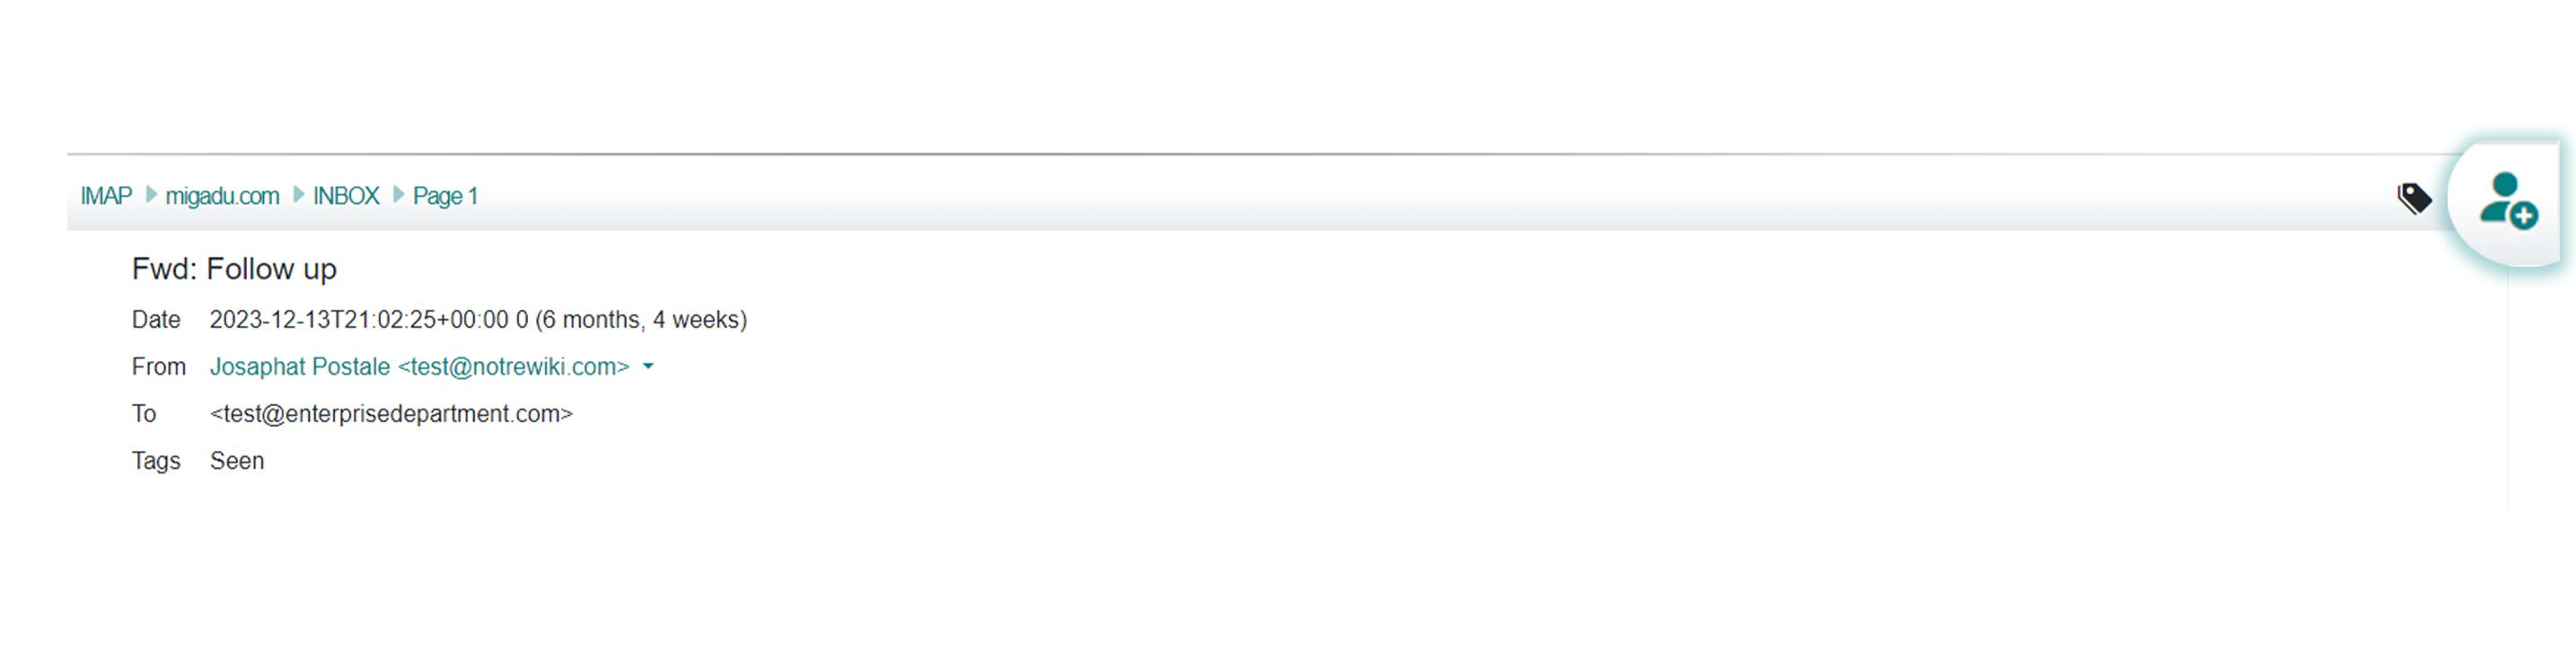 IMAP migadu.com INBOX Page 1
Fwd: Follow up
Date 2023-12-13T21:02:25+00:00 0 (6 months, 4 weeks)
From Josaphat Postale <test@notrewiki.com>
To <test@enterprisedepartment.com>
Tags Seen